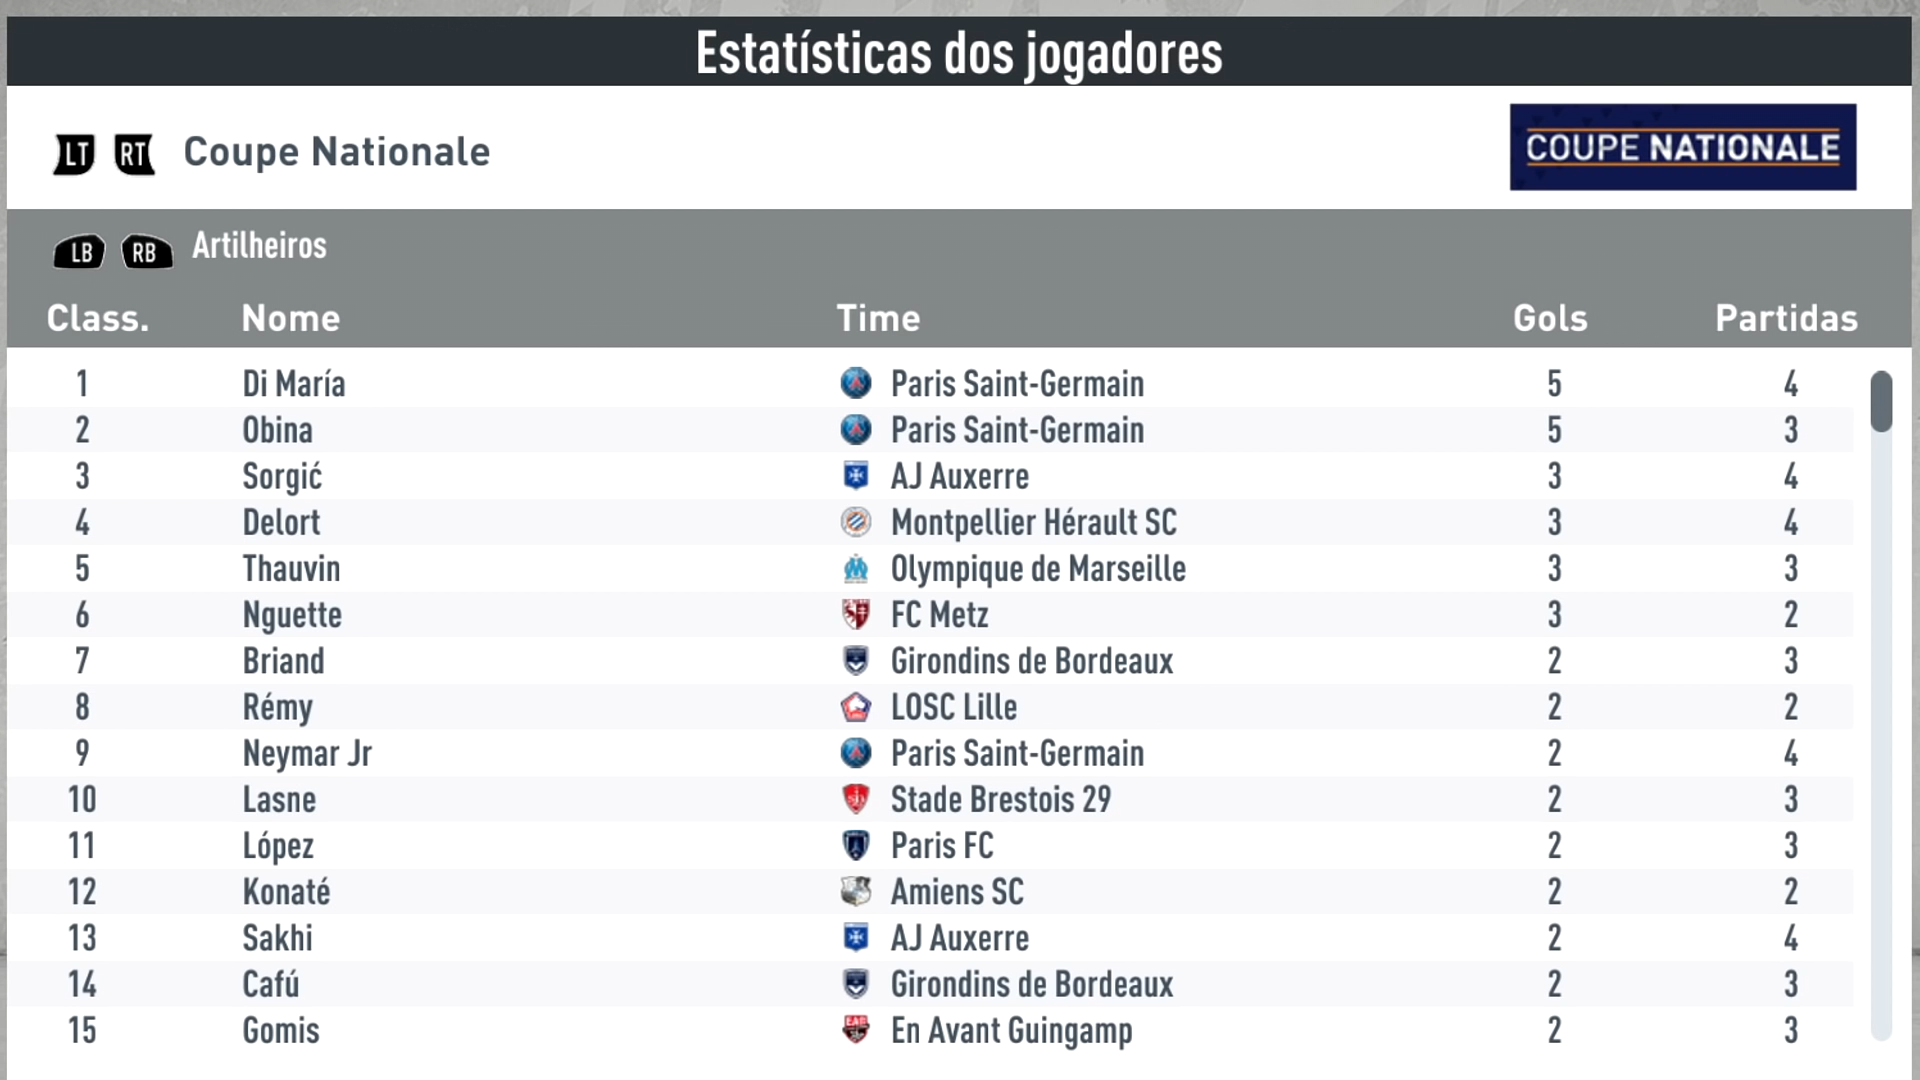 Estatísticas dos jogadores
LT RT Coupe Nationale COUPE NATIONALE
LB RB Artilheiros
Class. Nome Time Gols Partidas
1 Di María Paris Saint-Germain 5 4
2 Obina Paris Saint-Germain 5 3
3 Sorgić AJ Auxerre 3 4
4 Delort Montpellier Hérault SC 3 4
5 Thauvin Olympique de Marseille 3 3
6 Nguette FC Metz 3 2
7 Briand Girondins de Bordeaux 2 3
8 Rémy LOSC Lille 2 2
9 Neymar Jr Paris Saint-Germain 2 4
10 Lasne Stade Brestois 29 2 3
11 López Paris FC 2 3
12 Konaté Amiens SC 2 2
13 Sakhi AJ Auxerre 2 4
14 Cafú Girondins de Bordeaux 2 3
15 Gomis En Avant Guingamp 2 3